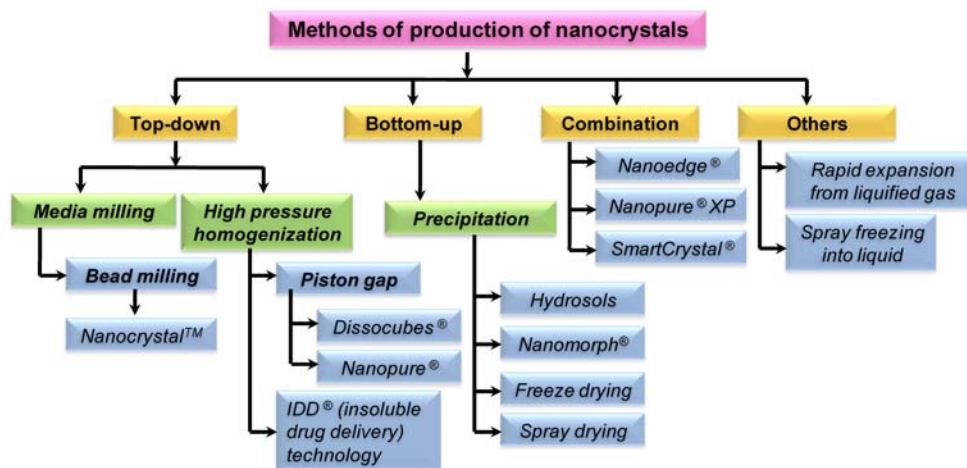 Methods of production of nanocrystals
Top-down
Bottom-up
Combination
Others
Media milling
High pressure
homogenization
Bead milling
Nanocrystal™
Piston gap
Dissocubes®
Nanopure®
IDD® (insoluble
drug delivery)
technology
Precipitation
Hydrosols
Nanomorph®
Freeze drying
Spray drying
Nanoedge®
Nanopure® XP
SmartCrystal®
Rapid expansion
from liquified gas
Spray freezing
into liquid